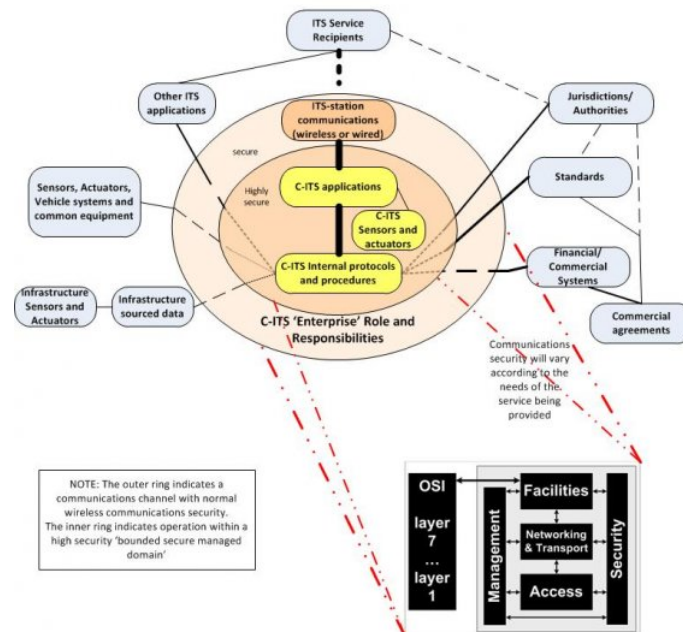 ITS Service
Recipients
Other ITS
applications
ITS-station
communications
(wireless or wired)
Jurisdictions/
Authorities
secure
Sensors, Actuators,
Vehicle systems and
common equipment
Highly
secure
C-ITS applications
Standards
C-ITS
Sensors and
actuators
C-ITS Internal protocols
and procedures
Financial/
Commercial
Systems
Infrastructure
Sensors and
Actuators
Infrastructure
sourced data
C-ITS ‘Enterprise’ Role and
Responsibilities
Commercial
agreements
Communications
security will vary
according to the
needs of the
service being
provided
NOTE: The outer ring indicates a
communications channel with normal
wireless communications security.
The inner ring indicates operation within a
high security ‘bounded secure managed
domain’
OSI
layer
7
...
layer
1
Management
Facilities
Networking
& Transport
Access
Security